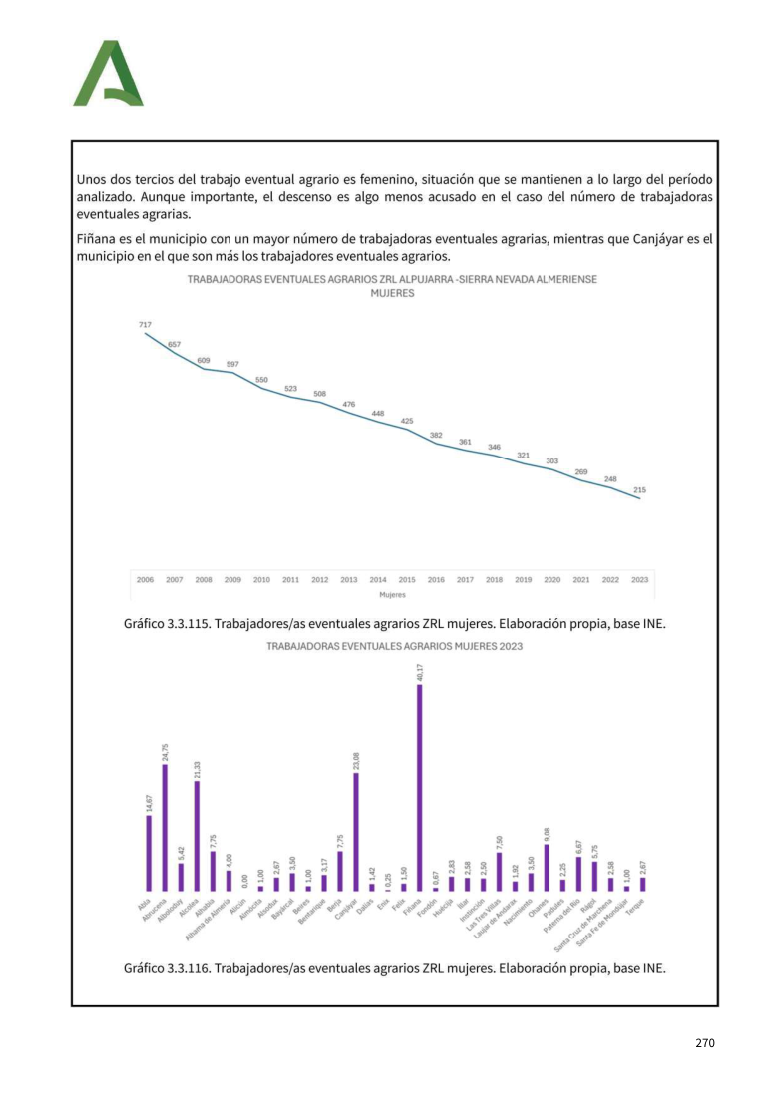 Unos dos tercios del trabajo eventual agrario es femenino, situación que se mantienen a lo largo del período
analizado. Aunque importante, el descenso es algo menos acusado en el caso del número de trabajadoras
eventuales agrarias.
Fiñana es el municipio con un mayor número de trabajadoras eventuales agrarias, mientras que Canjáyar es el
municipio en el que son más los trabajadores eventuales agrarios.
TRABAJADORAS EVENTUALES AGRARIOS ZRL ALPUJARRA -SIERRA NEVADA ALMERIENSE
MUJERES
717
657
609
597
550
523
508
476
448
425
382
361
346
321
303
269
248
215
2006 2007 2008 2009 2010 2011 2012 2013 2014 2015 2016 2017 2018 2019 2020 2021 2022 2023
Mujeres
Gráfico 3.3.115. Trabajadores/as eventuales agrarios ZRL mujeres. Elaboración propia, base INE.
TRABAJADORAS EVENTUALES AGRARIOS MUJERES 2023
14,67
24,75
5,42
21,33
7,75
4,00
0,00
1,00
2,67
3,50
1,00
3,17
7,75
23,08
1,42
0,25
1,50
40,17
0,67
2,83
2,58
2,50
7,50
1,92
3,50
9,08
2,25
6,67
5,75
2,58
1,00
2,67
Abla
Abrucena
Alboloduy
Alcolea
Alhabia
Alhama de Almería
Alicún
Almócita
Alsodux
Bayárcal
Beires
Bentarique
Berja
Canjáyar
Dalías
Enix
Felix
Fiñana
Fondón
Huécija
Íllar
Instinción
Las Tres Villas
Laujar de Andarax
Nacimiento
Ohanes
Padules
Paterna del Río
Rágol
Santa Cruz de Marchena
Santa Fe de Mondújar
Terque
Gráfico 3.3.116. Trabajadores/as eventuales agrarios ZRL mujeres. Elaboración propia, base INE.
270